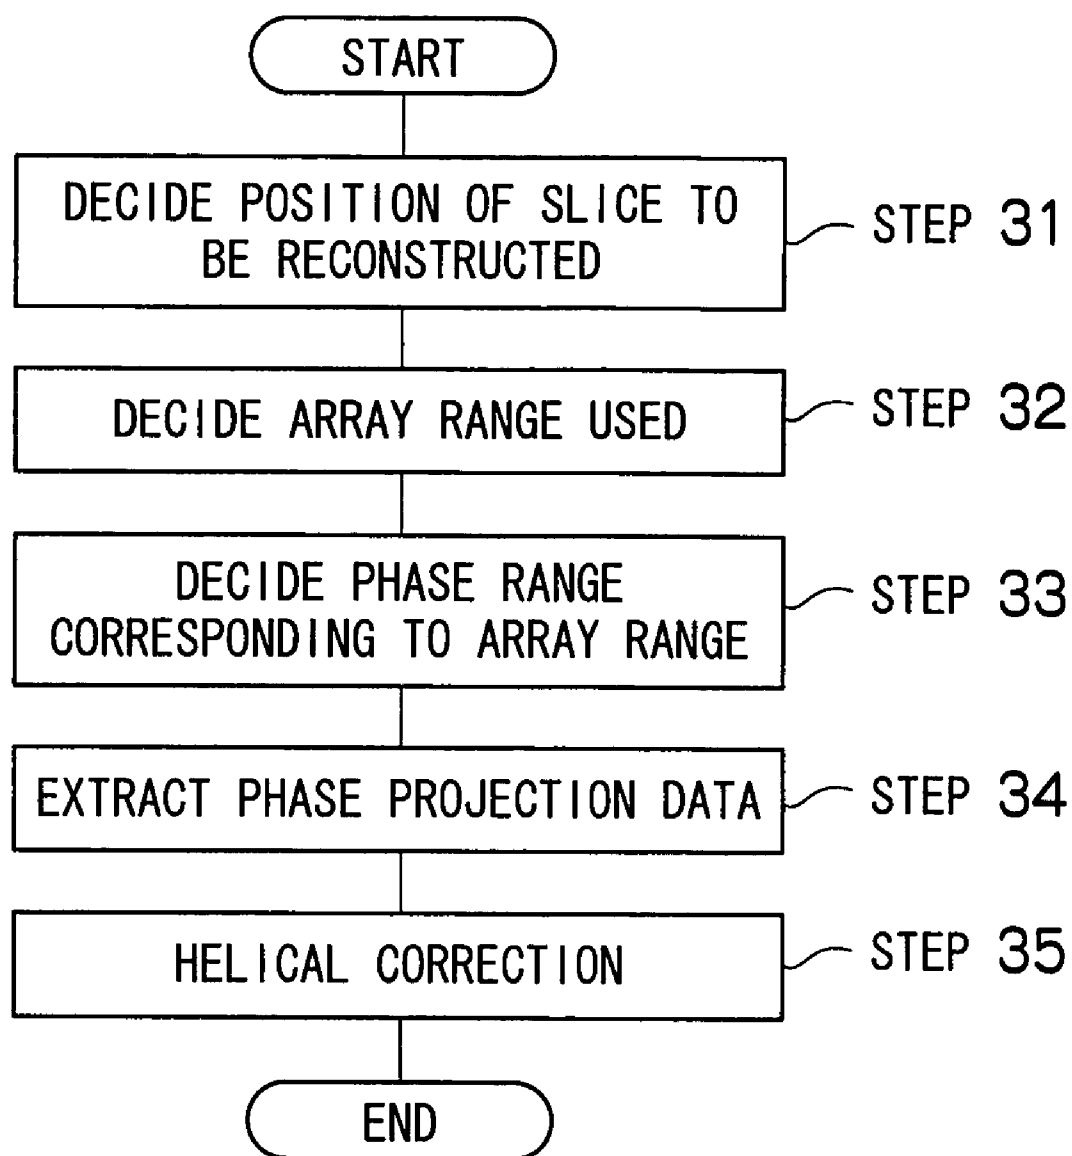 START
DECIDE POSITION OF SLICE TO
BE RECONSTRUCTED
STEP 31
DECIDE ARRAY RANGE USED
STEP 32
DECIDE PHASE RANGE
CORRESPONDING TO ARRAY RANGE
STEP 33
EXTRACT PHASE PROJECTION DATA
STEP 34
HELICAL CORRECTION
STEP 35
END